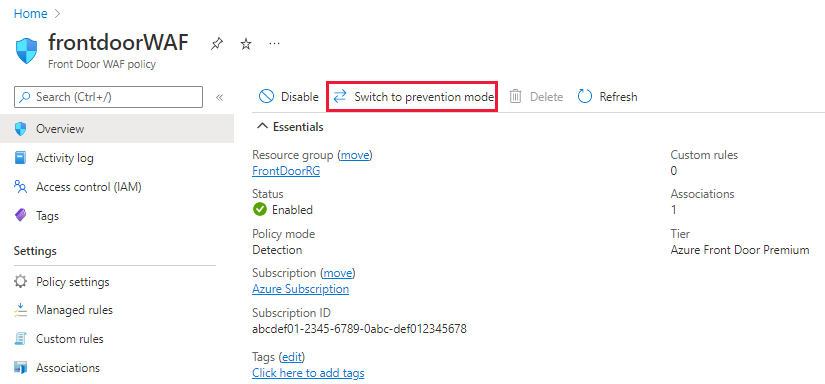 Home
frontdoorWAF
Front Door WAF policy
Search (Ctrl+/)
Overview
Activity log
Access control (IAM)
Tags
Settings
Policy settings
Managed rules
Custom rules
Associations
Disable
Switch to prevention mode
Delete
Refresh
Essentials
Resource group (move)
FrontDoorRG
Status
Enabled
Policy mode
Detection
Subscription (move)
Azure Subscription
Subscription ID
abcdef01-2345-6789-0abc-def012345678
Tags (edit)
Click here to add tags
Custom rules
0
Associations
1
Tier
Azure Front Door Premium